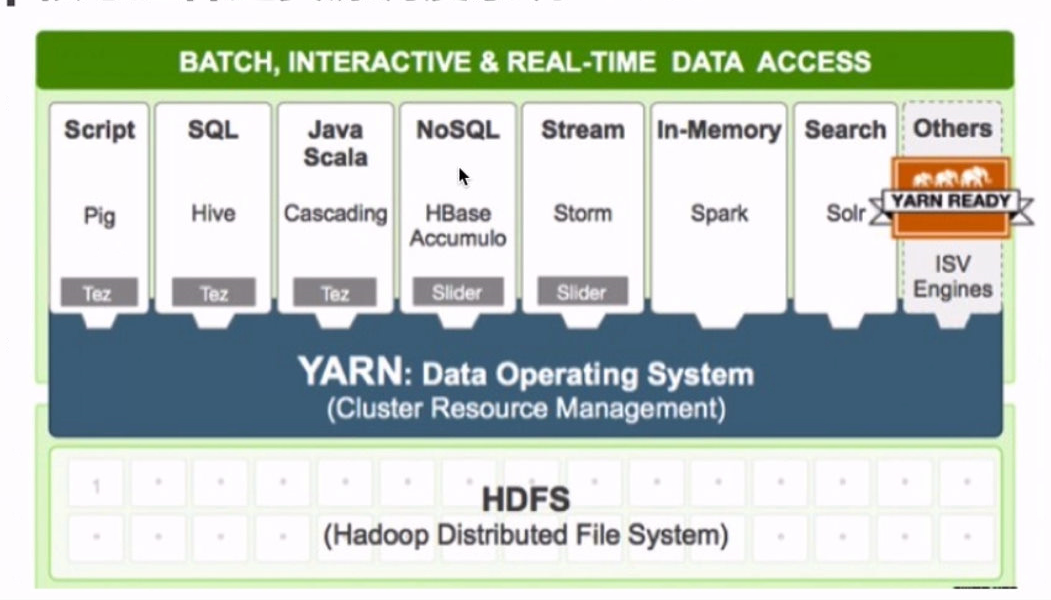 BATCH, INTERACTIVE & REAL-TIME DATA ACCESS
Script
Pig
Tez
SQL
Hive
Tez
Java
Scala
Cascading
Tez
NoSQL
HBase
Accumulo
Slider
Stream
Storm
Slider
In-Memory
Spark
Search
Solr
Others
YARN READY
ISV
Engines
YARN: Data Operating System
(Cluster Resource Management)
1
HDFS
(Hadoop Distributed File System)